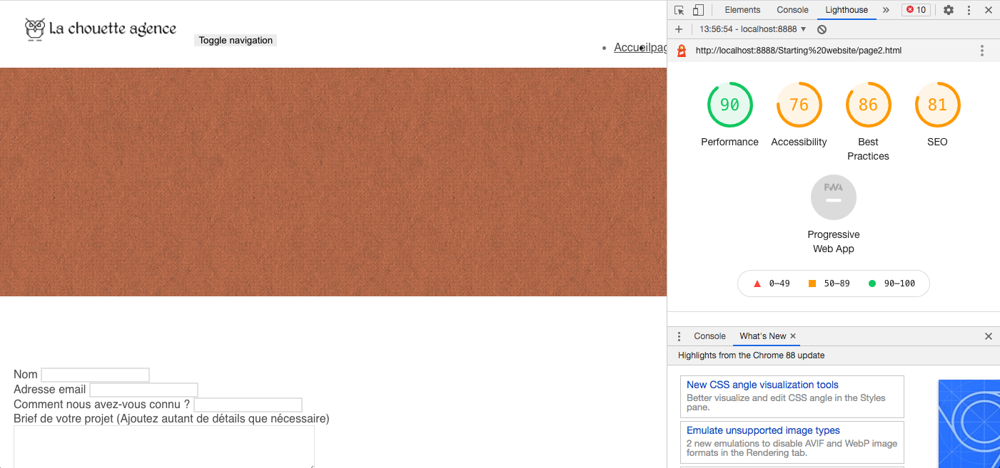 La chouette agence
Toggle navigation
• Accueilpag
Nom
Adresse email
Comment nous avez-vous connu ?
Brief de votre projet (Ajoutez autant de détails que nécessaire)
Elements Console Lighthouse » 10
13:56:54 - localhost:8888 ▼
http://localhost:8888/Starting%20website/page2.html
90 76 86 81
Performance Accessibility Best Practices SEO
PWA
Progressive
Web App
0–49 50–89 90–100
Console What's New ×
Highlights from the Chrome 88 update
New CSS angle visualization tools
Better visualize and edit CSS angle in the Styles
pane.
Emulate unsupported image types
2 new emulations to disable AVIF and WebP image
formats in the Rendering tab.